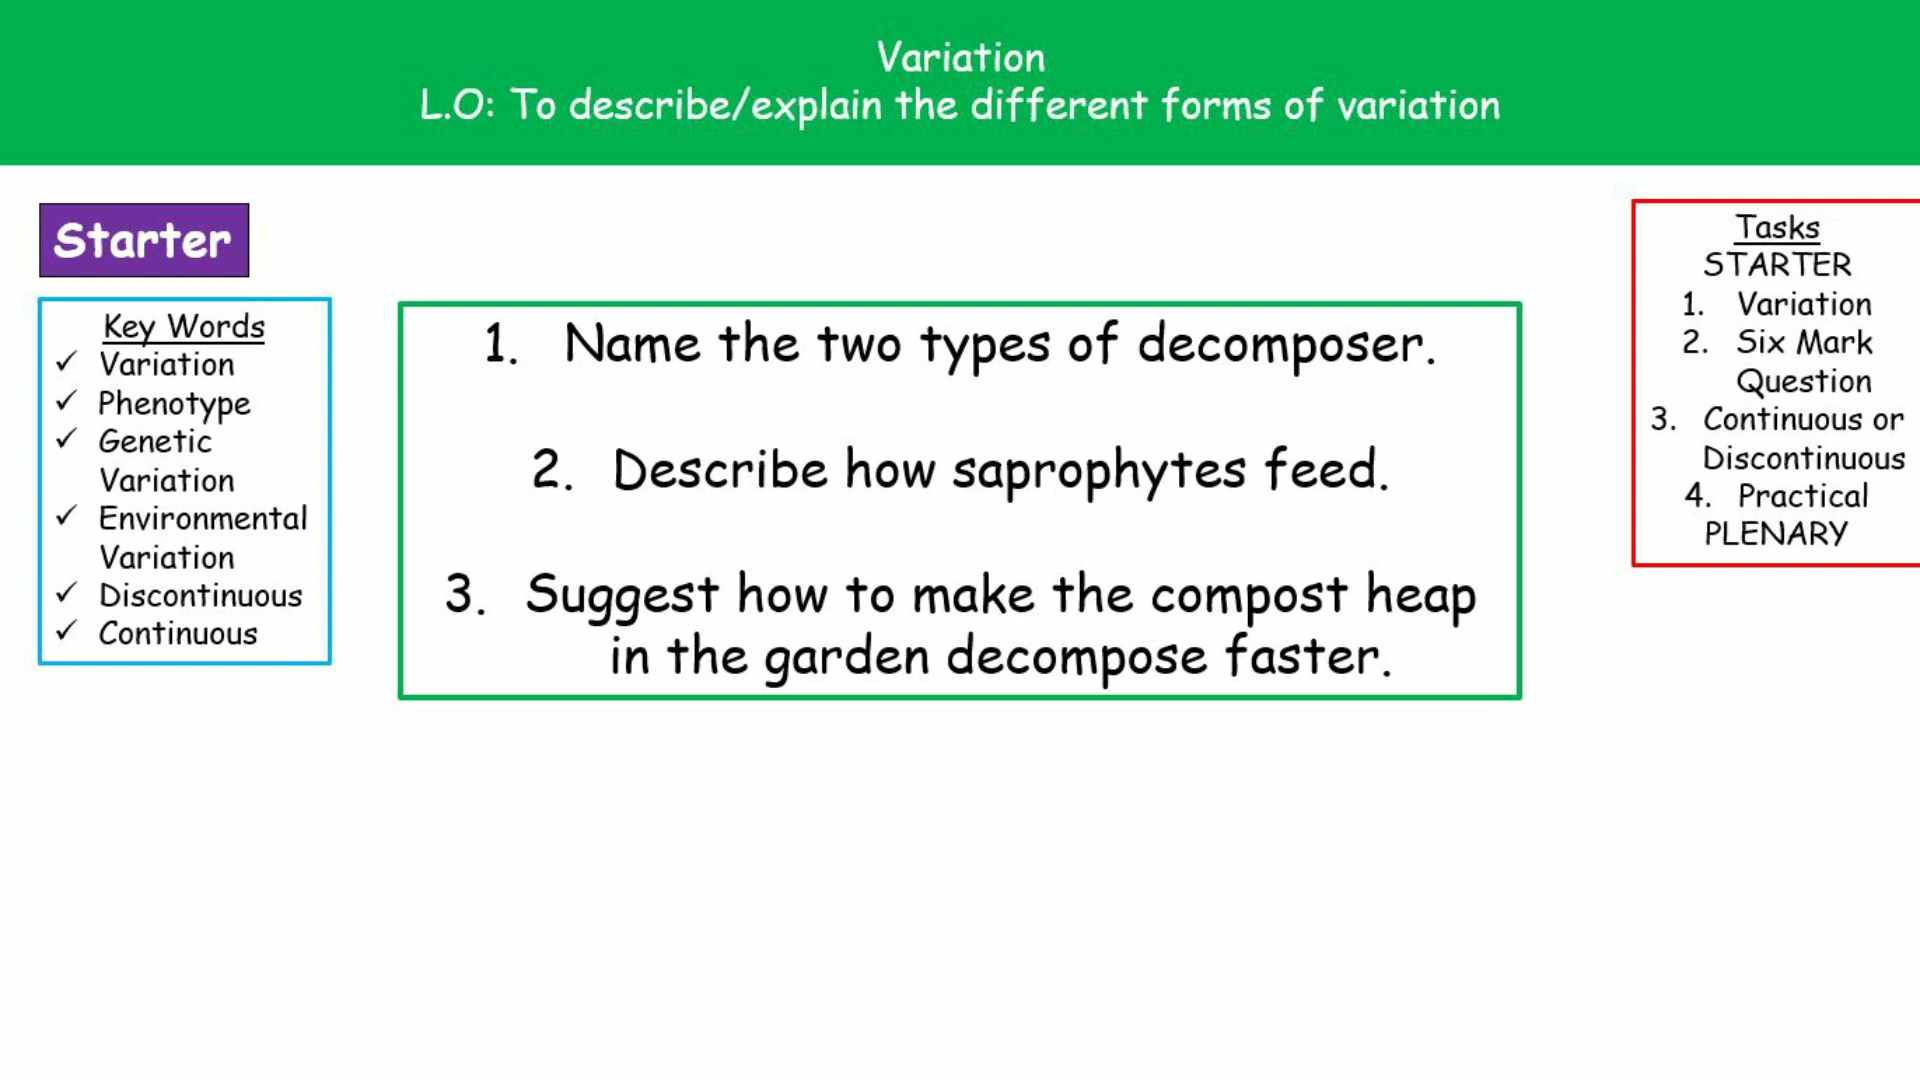 Variation
L.O: To describe/explain the different forms of variation
Starter
Key Words
✓ Variation
✓ Phenotype
✓ Genetic
Variation
✓ Environmental
Variation
✓ Discontinuous
✓ Continuous
1. Name the two types of decomposer.
2. Describe how saprophytes feed.
3. Suggest how to make the compost heap
in the garden decompose faster.
Tasks
STARTER
1. Variation
2. Six Mark
Question
3. Continuous or
Discontinuous
4. Practical
PLENARY